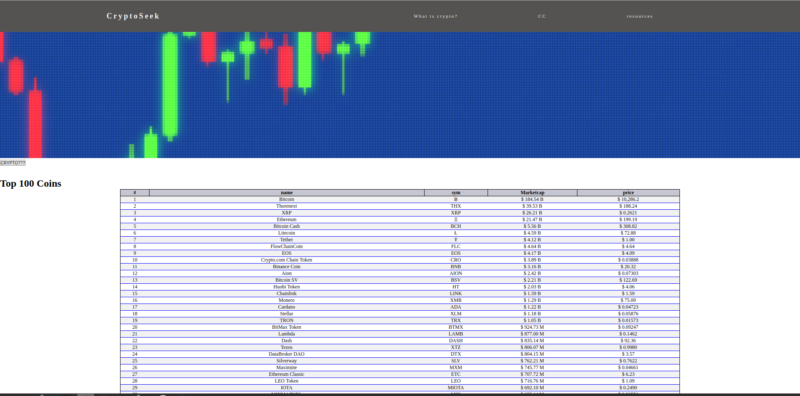 CryptoSeek What is crypto? CC resources
CRYPTO???
Top 100 Coins
# name sym Marketcap price
1 Bitcoin Ƀ $ 184.54 B $ 10,286.2
2 Thorenext THX $ 39.53 B $ 188.24
3 XRP XRP $ 26.21 B $ 0.2621
4 Ethereum Ξ $ 21.47 B $ 199.19
5 Bitcoin Cash BCH $ 5.56 B $ 308.82
6 Litecoin Ł $ 4.59 B $ 72.88
7 Tether ₮ $ 4.12 B $ 1.00
8 FlowChainCoin FLC $ 4.64 B $ 4.64
9 EOS EOS $ 4.17 B $ 4.09
10 Crypto.com Chain Token CRO $ 3.89 B $ 0.03888
11 Binance Coin BNB $ 3.16 B $ 20.32
12 Aion AION $ 2.42 B $ 0.07303
13 Bitcoin SV BSV $ 2.21 B $ 122.69
14 Huobi Token HT $ 2.03 B $ 4.06
15 Chainlink LINK $ 1.59 B $ 1.59
16 Monero XMR $ 1.29 B $ 75.09
17 Cardano ADA $ 1.22 B $ 0.04723
18 Stellar XLM $ 1.18 B $ 0.05876
19 TRON TRX $ 1.05 B $ 0.01573
20 BitMax Token BTMX $ 924.73 M $ 0.09247
21 Lambda LAMB $ 877.00 M $ 0.1462
22 Dash DASH $ 835.14 M $ 92.36
23 Tezos XTZ $ 806.07 M $ 0.9980
24 DataBroker DAO DTX $ 804.15 M $ 3.57
25 Silverway SLV $ 762.21 M $ 0.7622
26 Maximine MXM $ 745.77 M $ 0.04661
27 Ethereum Classic ETC $ 707.72 M $ 6.23
28 LEO Token LEO $ 716.76 M $ 1.09
29 IOTA MIOTA $ 692.10 M $ 0.2490